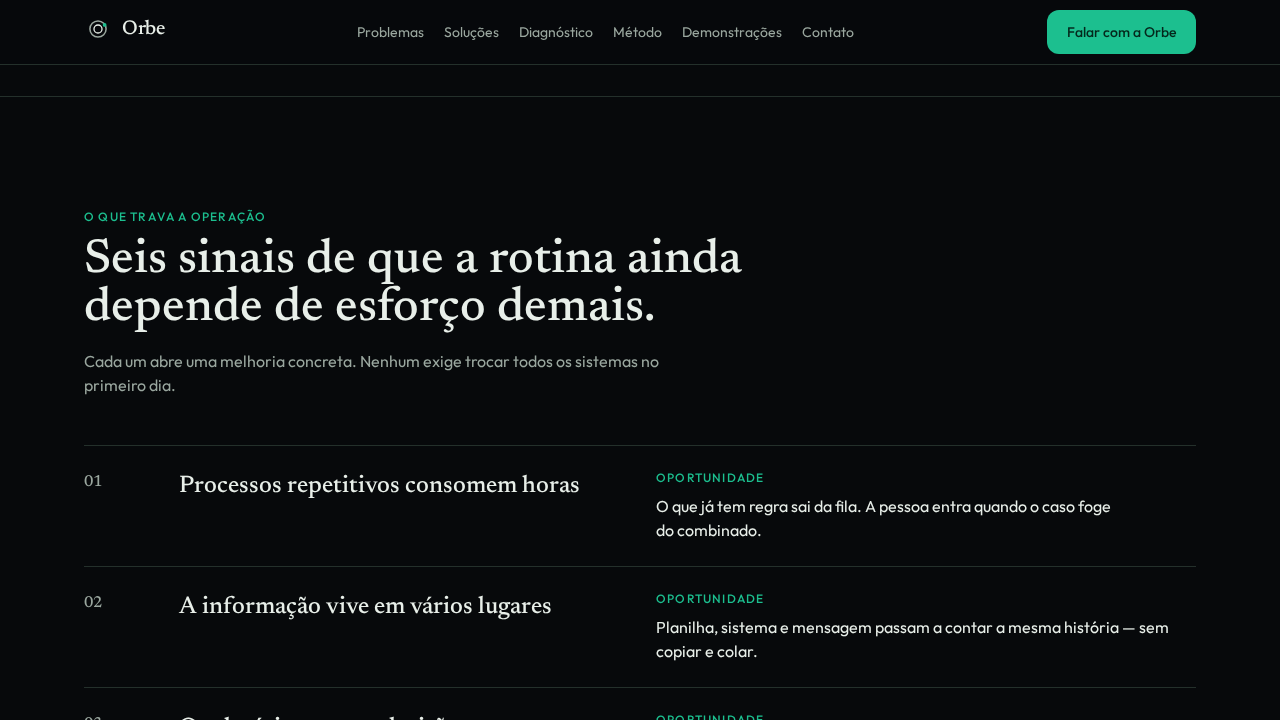 Orbe
Problemas Soluções Diagnóstico Método Demonstrações Contato
Falar com a Orbe
O QUE TRAVA A OPERAÇÃO
Seis sinais de que a rotina ainda
depende de esforço demais.
Cada um abre uma melhoria concreta. Nenhum exige trocar todos os sistemas no
primeiro dia.
01
Processos repetitivos consomem horas
OPORTUNIDADE
O que já tem regra sai da fila. A pessoa entra quando o caso foge
do combinado.
02
A informação vive em vários lugares
OPORTUNIDADE
Planilha, sistema e mensagem passam a contar a mesma história — sem
copiar e colar.
OPORTUNIDADE